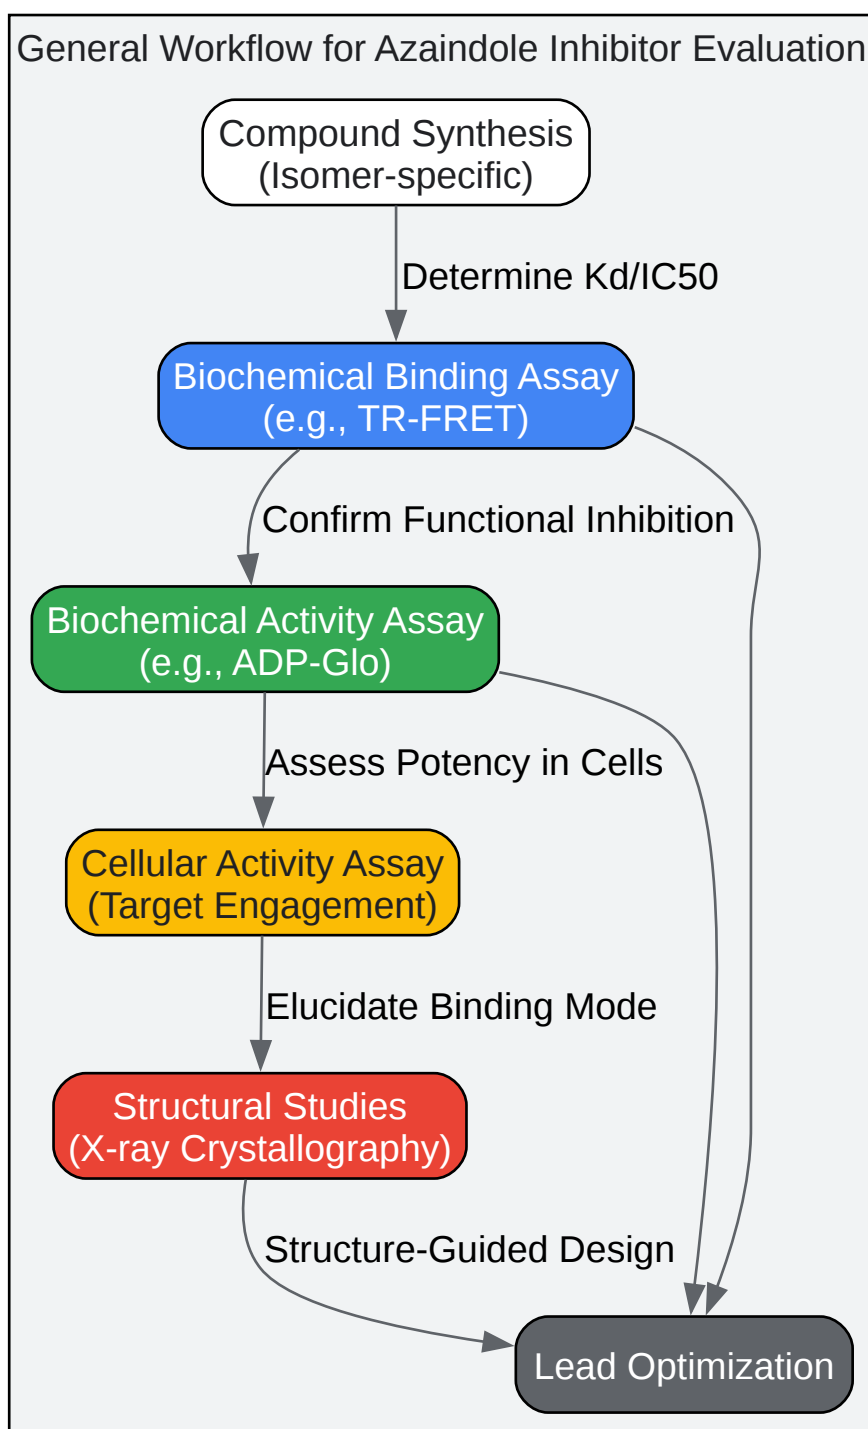 General Workflow for Azaindole Inhibitor Evaluation
Compound Synthesis
(Isomer-specific)
Determine Kd/IC50
Biochemical Binding Assay
(e.g., TR-FRET)
Confirm Functional Inhibition
Biochemical Activity Assay
(e.g., ADP-Glo)
Assess Potency in Cells
Cellular Activity Assay
(Target Engagement)
Elucidate Binding Mode
Structural Studies
(X-ray Crystallography)
Structure-Guided Design
Lead Optimization